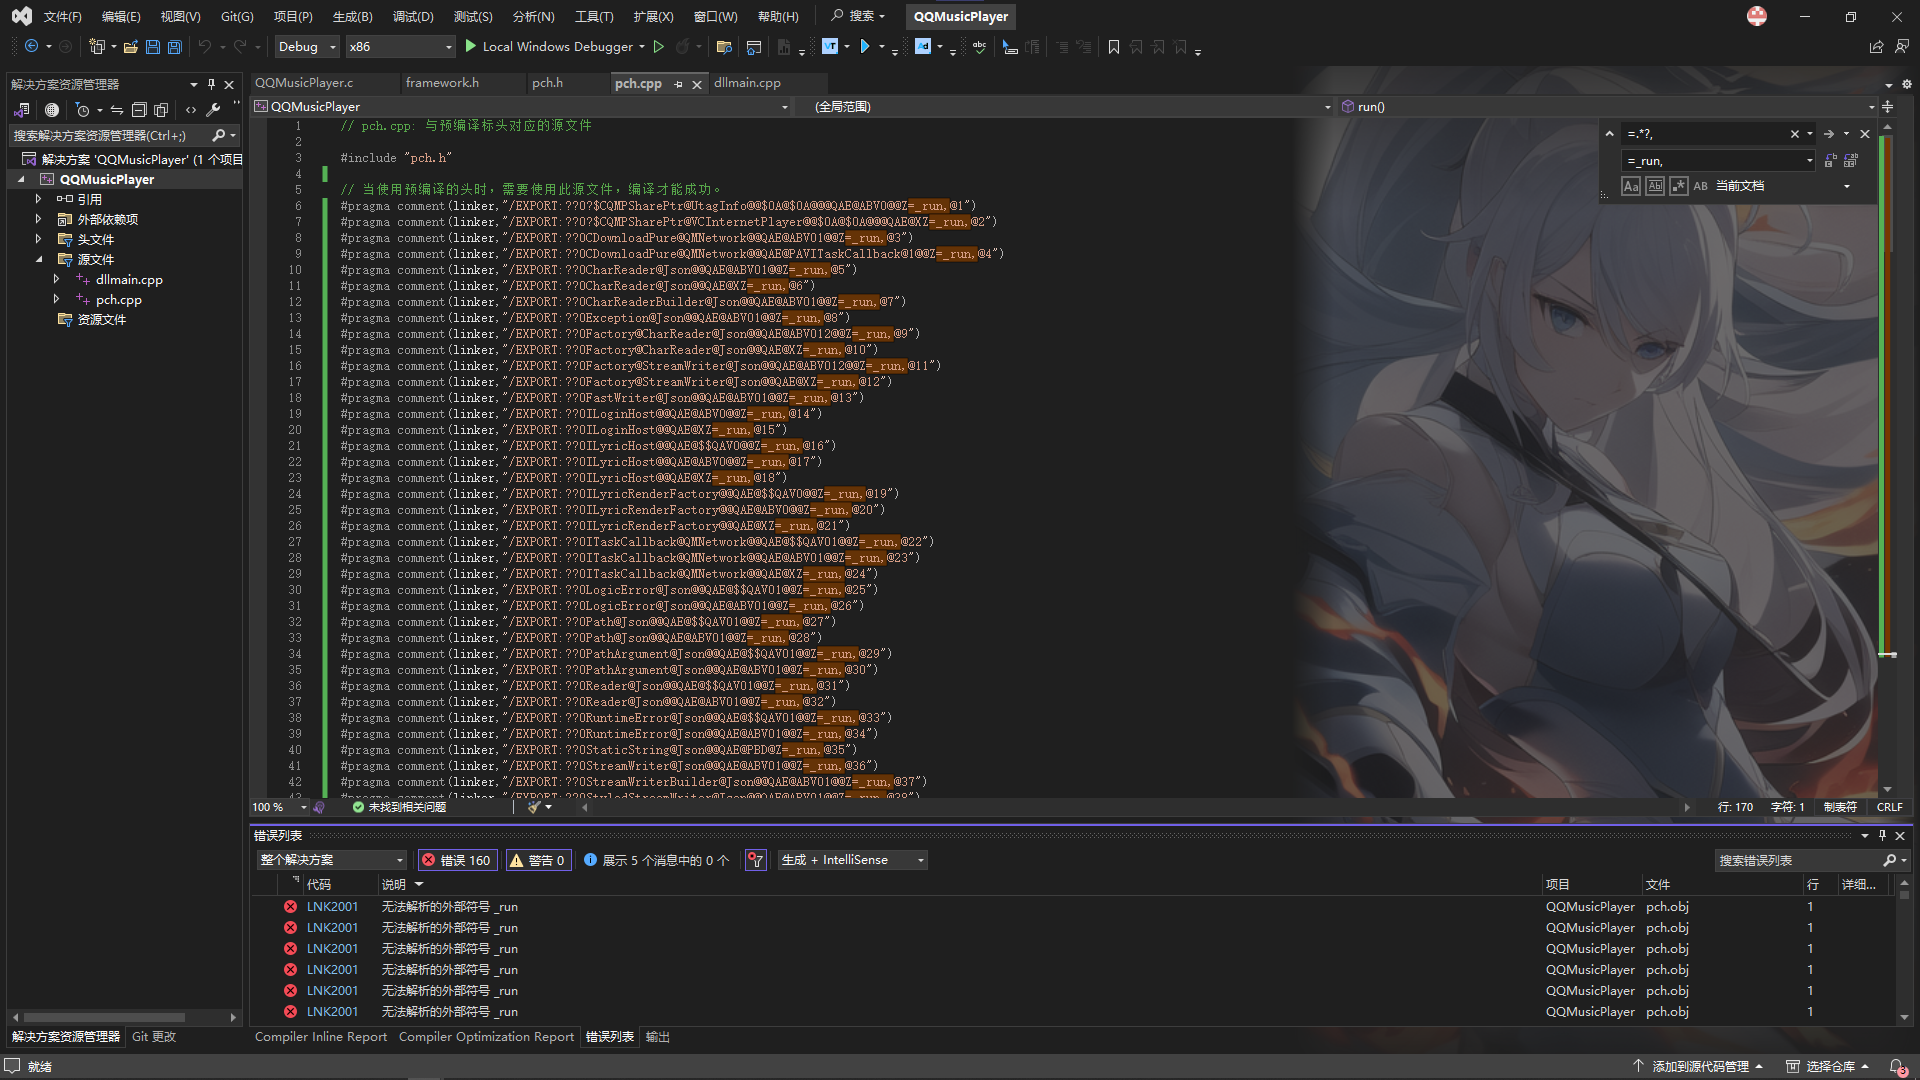 文件(F) 编辑(E) 视图(V) Git(G) 项目(P) 生成(B) 调试(D) 测试(S) 分析(N) 工具(T) 扩展(X) 窗口(W) 帮助(H) 搜索 QQMusicPlayer
Debug x86 Local Windows Debugger
解决方案资源管理器
搜索解决方案资源管理器(Ctrl+;)
解决方案 'QQMusicPlayer' (1 个项目
QQMusicPlayer
引用
外部依赖项
头文件
源文件
dllmain.cpp
pch.cpp
资源文件
解决方案资源管理器 Git 更改
QQMusicPlayer.c framework.h pch.h pch.cpp dllmain.cpp
QQMusicPlayer (全局范围) run()
=.*?,
=_run,
Aa Abl .* AB 当前文档
1 // pch.cpp: 与预编译标头对应的源文件
2
3 #include "pch.h"
4
5 // 当使用预编译的头时，需要使用此源文件，编译才能成功。
6 #pragma comment(linker,"/EXPORT:??0?$CQMPSharePtr@UtagInfo@@$0A@$0A@@@QAE@ABV0@@Z=_run,@1")
7 #pragma comment(linker,"/EXPORT:??0?$CQMPSharePtr@VCInternetPlayer@@$0A@$0A@@@QAE@XZ=_run,@2")
8 #pragma comment(linker,"/EXPORT:??0CDownloadPure@QMNetwork@@QAE@ABV01@@Z=_run,@3")
9 #pragma comment(linker,"/EXPORT:??0CDownloadPure@QMNetwork@@QAE@PAVITaskCallback@1@@Z=_run,@4")
10 #pragma comment(linker,"/EXPORT:??0CharReader@Json@@QAE@ABV01@@Z=_run,@5")
11 #pragma comment(linker,"/EXPORT:??0CharReader@Json@@QAE@XZ=_run,@6")
12 #pragma comment(linker,"/EXPORT:??0CharReaderBuilder@Json@@QAE@ABV01@@Z=_run,@7")
13 #pragma comment(linker,"/EXPORT:??0Exception@Json@@QAE@ABV01@@Z=_run,@8")
14 #pragma comment(linker,"/EXPORT:??0Factory@CharReader@Json@@QAE@ABV012@@Z=_run,@9")
15 #pragma comment(linker,"/EXPORT:??0Factory@CharReader@Json@@QAE@XZ=_run,@10")
16 #pragma comment(linker,"/EXPORT:??0Factory@StreamWriter@Json@@QAE@ABV012@@Z=_run,@11")
17 #pragma comment(linker,"/EXPORT:??0Factory@StreamWriter@Json@@QAE@XZ=_run,@12")
18 #pragma comment(linker,"/EXPORT:??0FastWriter@Json@@QAE@ABV01@@Z=_run,@13")
19 #pragma comment(linker,"/EXPORT:??0ILoginHost@@QAE@ABV0@@Z=_run,@14")
20 #pragma comment(linker,"/EXPORT:??0ILoginHost@@QAE@XZ=_run,@15")
21 #pragma comment(linker,"/EXPORT:??0ILyricHost@@QAE@$$QAV0@@Z=_run,@16")
22 #pragma comment(linker,"/EXPORT:??0ILyricHost@@QAE@ABV0@@Z=_run,@17")
23 #pragma comment(linker,"/EXPORT:??0ILyricHost@@QAE@XZ=_run,@18")
24 #pragma comment(linker,"/EXPORT:??0ILyricRenderFactory@@QAE@$$QAV0@@Z=_run,@19")
25 #pragma comment(linker,"/EXPORT:??0ILyricRenderFactory@@QAE@ABV0@@Z=_run,@20")
26 #pragma comment(linker,"/EXPORT:??0ILyricRenderFactory@@QAE@XZ=_run,@21")
27 #pragma comment(linker,"/EXPORT:??0ITaskCallback@QMNetwork@@QAE@$$QAV01@@Z=_run,@22")
28 #pragma comment(linker,"/EXPORT:??0ITaskCallback@QMNetwork@@QAE@ABV01@@Z=_run,@23")
29 #pragma comment(linker,"/EXPORT:??0ITaskCallback@QMNetwork@@QAE@XZ=_run,@24")
30 #pragma comment(linker,"/EXPORT:??0LogicError@Json@@QAE@$$QAV01@@Z=_run,@25")
31 #pragma comment(linker,"/EXPORT:??0LogicError@Json@@QAE@ABV01@@Z=_run,@26")
32 #pragma comment(linker,"/EXPORT:??0Path@Json@@QAE@$$QAV01@@Z=_run,@27")
33 #pragma comment(linker,"/EXPORT:??0Path@Json@@QAE@ABV01@@Z=_run,@28")
34 #pragma comment(linker,"/EXPORT:??0PathArgument@Json@@QAE@$$QAV01@@Z=_run,@29")
35 #pragma comment(linker,"/EXPORT:??0PathArgument@Json@@QAE@ABV01@@Z=_run,@30")
36 #pragma comment(linker,"/EXPORT:??0Reader@Json@@QAE@$$QAV01@@Z=_run,@31")
37 #pragma comment(linker,"/EXPORT:??0Reader@Json@@QAE@ABV01@@Z=_run,@32")
38 #pragma comment(linker,"/EXPORT:??0RuntimeError@Json@@QAE@$$QAV01@@Z=_run,@33")
39 #pragma comment(linker,"/EXPORT:??0RuntimeError@Json@@QAE@ABV01@@Z=_run,@34")
40 #pragma comment(linker,"/EXPORT:??0StaticString@Json@@QAE@PBD@Z=_run,@35")
41 #pragma comment(linker,"/EXPORT:??0StreamWriter@Json@@QAE@ABV01@@Z=_run,@36")
42 #pragma comment(linker,"/EXPORT:??0StreamWriterBuilder@Json@@QAE@ABV01@@Z=_run,@37")
100 % 未找到相关问题 行: 170 字符: 1 制表符 CRLF
错误列表
整个解决方案 错误 160 警告 0 展示 5 个消息中的 0 个 生成 + IntelliSense 搜索错误列表
代码 说明 项目 文件 行 详细...
LNK2001 无法解析的外部符号 _run QQMusicPlayer pch.obj 1
LNK2001 无法解析的外部符号 _run QQMusicPlayer pch.obj 1
LNK2001 无法解析的外部符号 _run QQMusicPlayer pch.obj 1
LNK2001 无法解析的外部符号 _run QQMusicPlayer pch.obj 1
LNK2001 无法解析的外部符号 _run QQMusicPlayer pch.obj 1
LNK2001 无法解析的外部符号 _run QQMusicPlayer pch.obj 1
Compiler Inline Report Compiler Optimization Report 错误列表 输出
就绪 添加到源代码管理 选择仓库 3